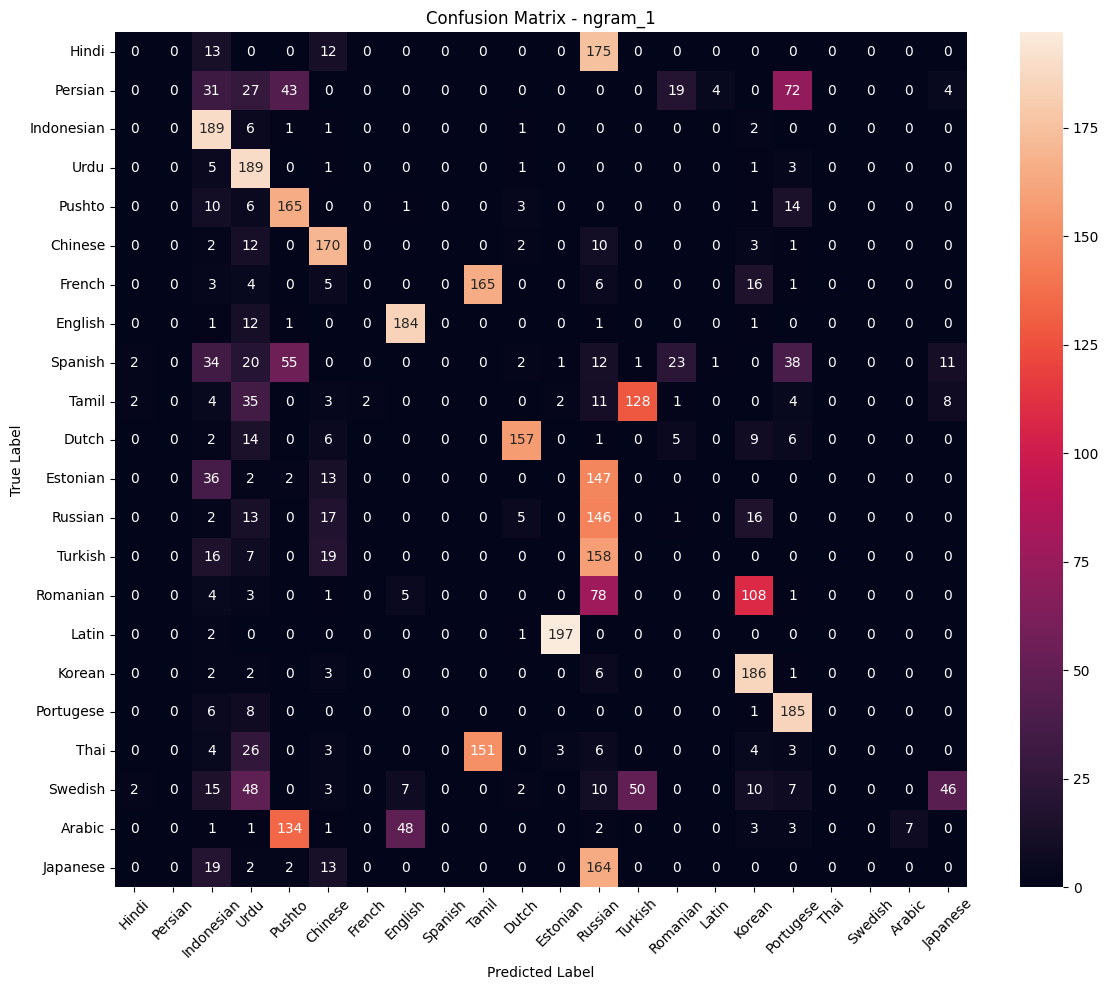 Confusion Matrix - ngram_1
True Label
Hindi 0 0 13 0 0 12 0 0 0 0 0 0 175 0 0 0 0 0 0 0 0 0
Persian 0 0 31 27 43 0 0 0 0 0 0 0 0 0 19 4 0 72 0 0 0 4
Indonesian 0 0 189 6 1 1 0 0 0 0 1 0 0 0 0 0 2 0 0 0 0 0
Urdu 0 0 5 189 0 1 0 0 0 0 1 0 0 0 0 0 1 3 0 0 0 0
Pushto 0 0 10 6 165 0 0 1 0 0 3 0 0 0 0 0 1 14 0 0 0 0
Chinese 0 0 2 12 0 170 0 0 0 0 2 0 10 0 0 0 3 1 0 0 0 0
French 0 0 3 4 0 5 0 0 0 165 0 0 6 0 0 0 16 1 0 0 0 0
English 0 0 1 12 1 0 0 184 0 0 0 0 1 0 0 0 1 0 0 0 0 0
Spanish 2 0 34 20 55 0 0 0 0 0 2 1 12 1 23 1 0 38 0 0 0 11
Tamil 2 0 4 35 0 3 2 0 0 0 0 2 11 128 1 0 0 4 0 0 0 8
Dutch 0 0 2 14 0 6 0 0 0 0 157 0 1 0 5 0 9 6 0 0 0 0
Estonian 0 0 36 2 2 13 0 0 0 0 0 0 147 0 0 0 0 0 0 0 0 0
Russian 0 0 2 13 0 17 0 0 0 0 5 0 146 0 1 0 16 0 0 0 0 0
Turkish 0 0 16 7 0 19 0 0 0 0 0 0 158 0 0 0 0 0 0 0 0 0
Romanian 0 0 4 3 0 1 0 5 0 0 0 0 78 0 0 0 108 1 0 0 0 0
Latin 0 0 2 0 0 0 0 0 0 0 1 197 0 0 0 0 0 0 0 0 0 0
Korean 0 0 2 2 0 3 0 0 0 0 0 0 6 0 0 0 186 1 0 0 0 0
Portugese 0 0 6 8 0 0 0 0 0 0 0 0 0 0 0 0 1 185 0 0 0 0
Thai 0 0 4 26 0 3 0 0 0 151 0 3 6 0 0 0 4 3 0 0 0 0
Swedish 2 0 15 48 0 3 0 7 0 0 2 0 10 50 0 0 10 7 0 0 0 46
Arabic 0 0 1 1 134 1 0 48 0 0 0 0 2 0 0 0 3 3 0 0 7 0
Japanese 0 0 19 2 2 13 0 0 0 0 0 0 164 0 0 0 0 0 0 0 0 0
Hindi Persian Indonesian Urdu Pushto Chinese French English Spanish Tamil Dutch Estonian Russian Turkish Romanian Latin Korean Portugese Thai Swedish Arabic Japanese
Predicted Label
175
150
125
100
75
50
25
0